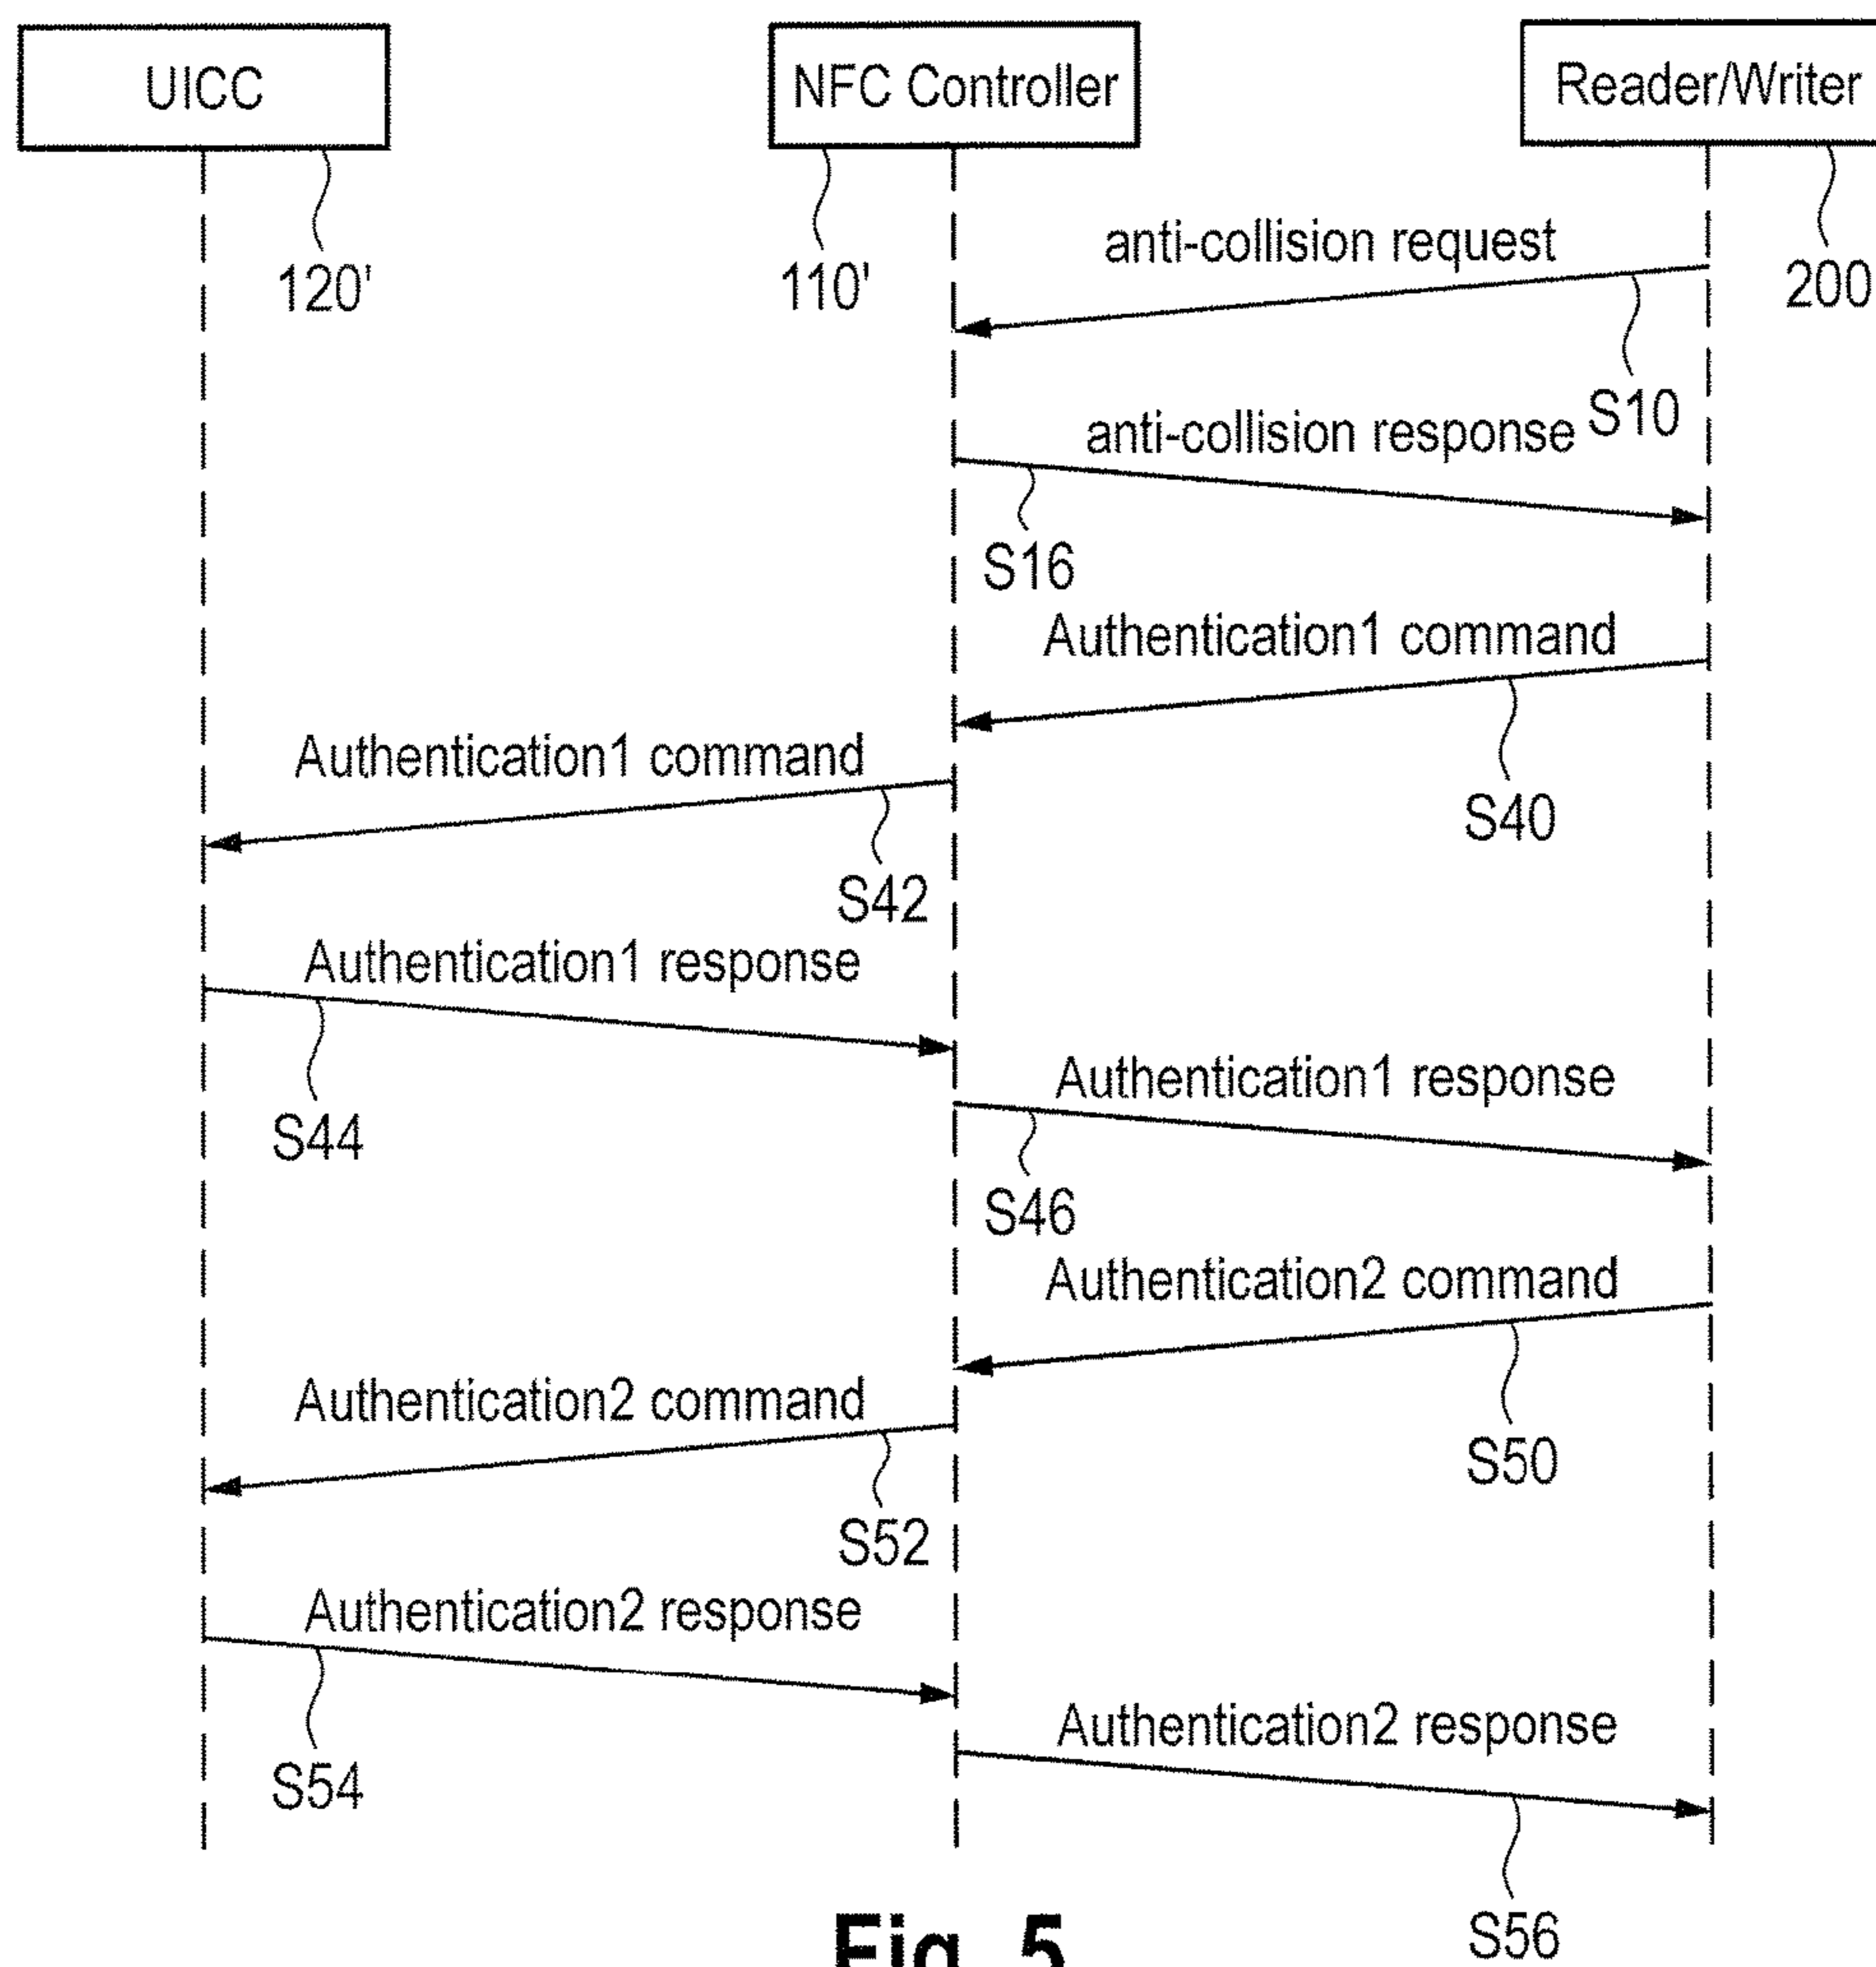 UICC
NFC Controller
Reader/Writer
120'
110'
200
anti-collision request
S10
anti-collision response
S16
Authentication1 command
S40
Authentication1 command
S42
Authentication1 response
S44
Authentication1 response
S46
Authentication2 command
S50
Authentication2 command
S52
Authentication2 response
S54
Authentication2 response
S56
Fig. 5